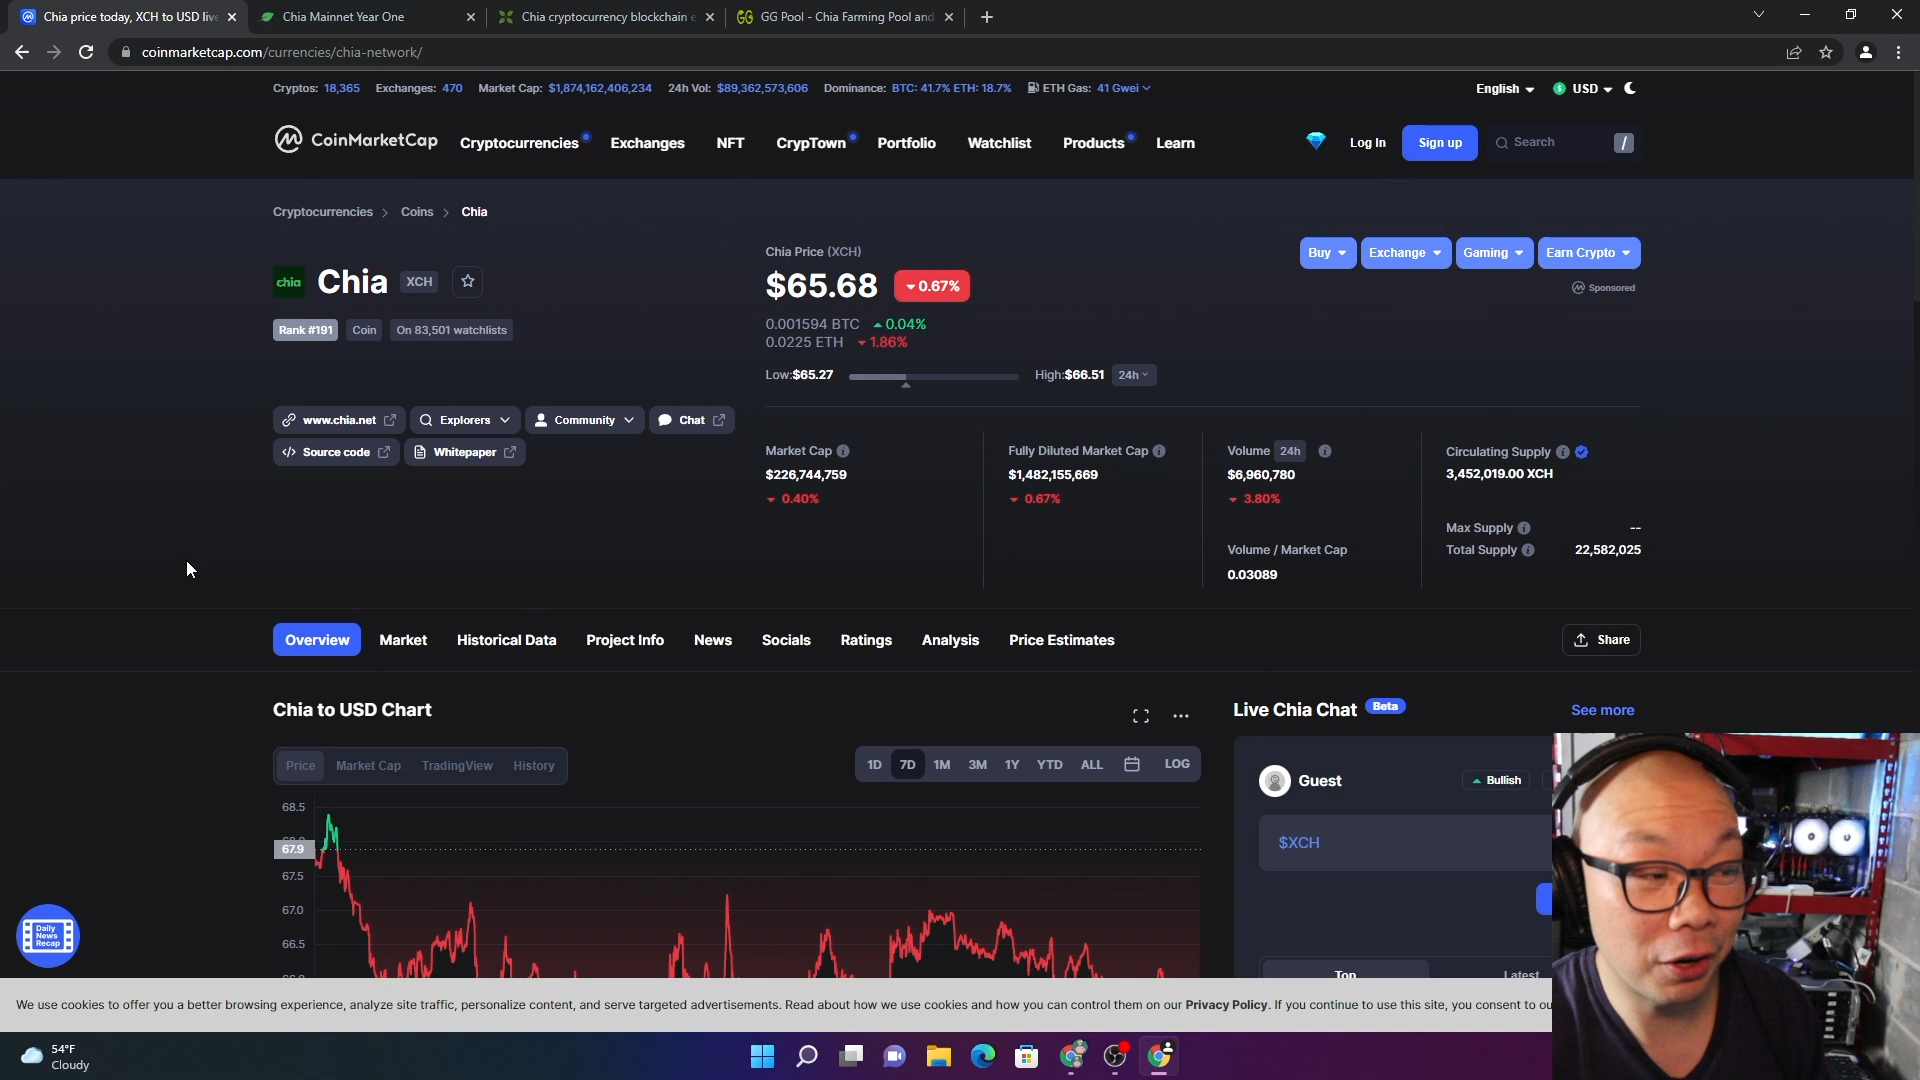 Chia price today, XCH to USD live
Chia Mainnet Year One
Chia cryptocurrency blockchain e
GG Pool - Chia Farming Pool and
coinmarketcap.com/currencies/chia-network/
Cryptos: 18,365 Exchanges: 470 Market Cap: $1,874,162,406,234 24h Vol: $89,362,573,606 Dominance: BTC: 41.7% ETH: 18.7% ETH Gas: 41 Gwei
English USD
CoinMarketCap Cryptocurrencies Exchanges NFT CrypTown Portfolio Watchlist Products Learn Log In Sign up Search /
Cryptocurrencies > Coins > Chia
chia Chia XCH
Rank #191 Coin On 83,501 watchlists
www.chia.net Explorers Community Chat
</> Source code Whitepaper
Chia Price (XCH)
$65.68 0.67%
0.001594 BTC 0.04%
0.0225 ETH 1.86%
Low:$65.27 High:$66.51 24h
Buy Exchange Gaming Earn Crypto
Sponsored
Market Cap
$226,744,759
0.40%
Fully Diluted Market Cap
$1,482,155,669
0.67%
Volume 24h
$6,960,780
3.80%
Volume / Market Cap
0.03089
Circulating Supply
3,452,019.00 XCH
Max Supply --
Total Supply 22,582,025
Overview Market Historical Data Project Info News Socials Ratings Analysis Price Estimates Share
Chia to USD Chart
Price Market Cap TradingView History
1D 7D 1M 3M 1Y YTD ALL LOG
68.5
67.9
67.5
67.0
66.5
Live Chia Chat Beta See more
Guest Bullish
$XCH
Top Latest
Daily
News
Recap
We use cookies to offer you a better browsing experience, analyze site traffic, personalize content, and serve targeted advertisements. Read about how we use cookies and how you can control them on our Privacy Policy. If you continue to use this site, you consent to ou
54°F
Cloudy